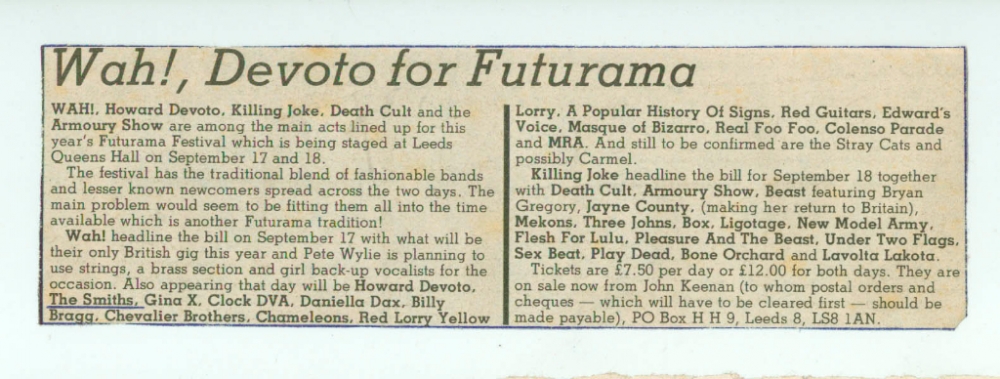 Wah!, Devoto for Futurama
WAH!, Howard Devoto, Killing Joke, Death Cult and the
Armoury Show are among the main acts lined up for this
year's Futurama Festival which is being staged at Leeds
Queens Hall on September 17 and 18.
The festival has the traditional blend of fashionable bands
and lesser known newcomers spread across the two days. The
main problem would seem to be fitting them all into the time
available which is another Futurama tradition!
Wah! headline the bill on September 17 with what will be
their only British gig this year and Pete Wylie is planning to
use strings, a brass section and girl back-up vocalists for the
occasion. Also appearing that day will be Howard Devoto,
The Smiths, Gina X, Clock DVA, Daniella Dax, Billy
Bragg, Chevalier Brothers, Chameleons, Red Lorry Yellow
Lorry, A Popular History Of Signs, Red Guitars, Edward's
Voice, Masque of Bizarro, Real Foo Foo, Colenso Parade
and MRA. And still to be confirmed are the Stray Cats and
possibly Carmel.
Killing Joke headline the bill for September 18 together
with Death Cult, Armoury Show, Beast featuring Bryan
Gregory, Jayne County, (making her return to Britain),
Mekons, Three Johns, Box, Ligotage, New Model Army,
Flesh For Lulu, Pleasure And The Beast, Under Two Flags,
Sex Beat, Play Dead, Bone Orchard and Lavolta Lakota.
Tickets are £7.50 per day or £12.00 for both days. They are
on sale now from John Keenan (to whom postal orders and
cheques — which will have to be cleared first — should be
made payable), PO Box H H 9, Leeds 8, LS8 1AN.